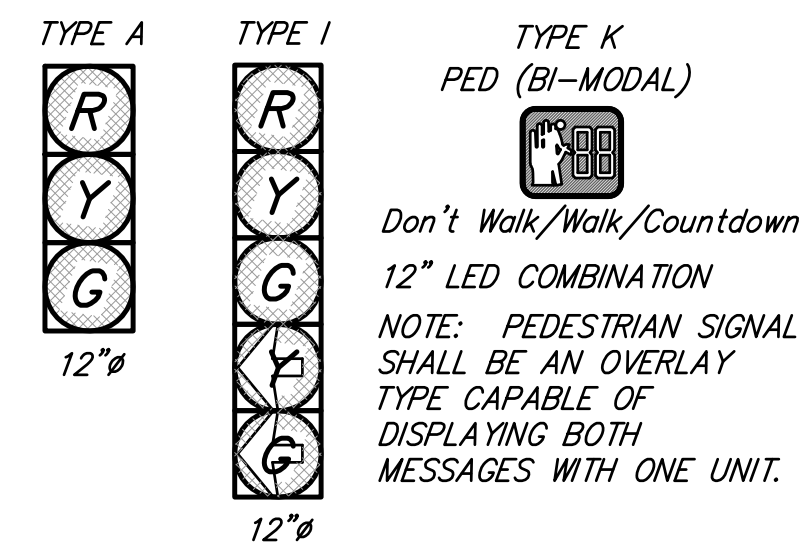 TYPE A
R
Y
G
12"ø
TYPE I
R
Y
G
Y
G
12"ø
TYPE K
PED (BI-MODAL)
88
Don't Walk/Walk/Countdown
12" LED COMBINATION
NOTE: PEDESTRIAN SIGNAL
SHALL BE AN OVERLAY
TYPE CAPABLE OF
DISPLAYING BOTH
MESSAGES WITH ONE UNIT.